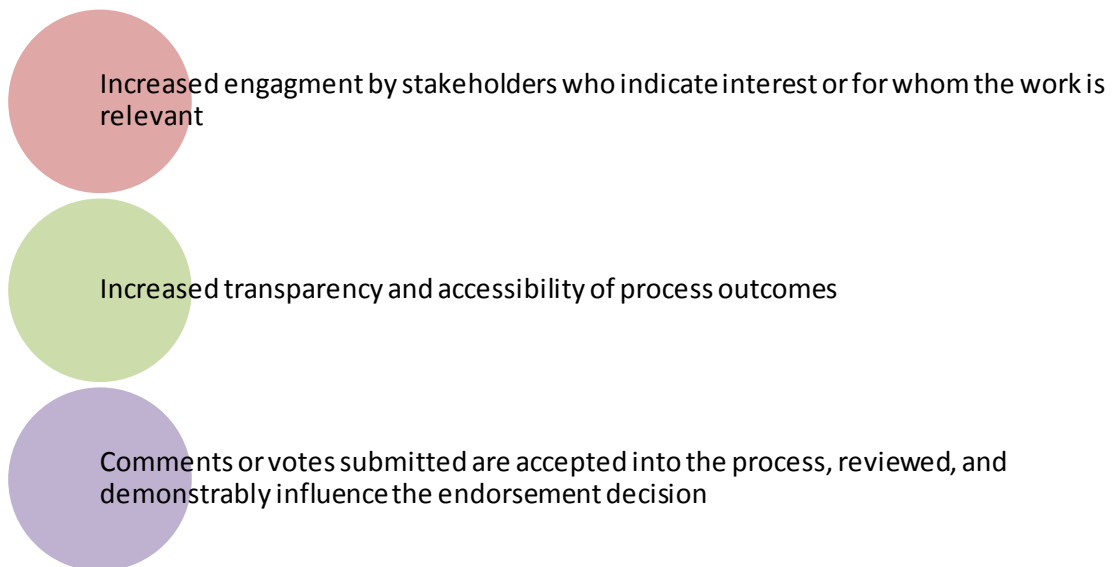 Increased engagment by stakeholders who indicate interest or for whom the work is
relevant
Increased transparency and accessibility of process outcomes
Comments or votes submitted are accepted into the process, reviewed, and
demonstrably influence the endorsement decision